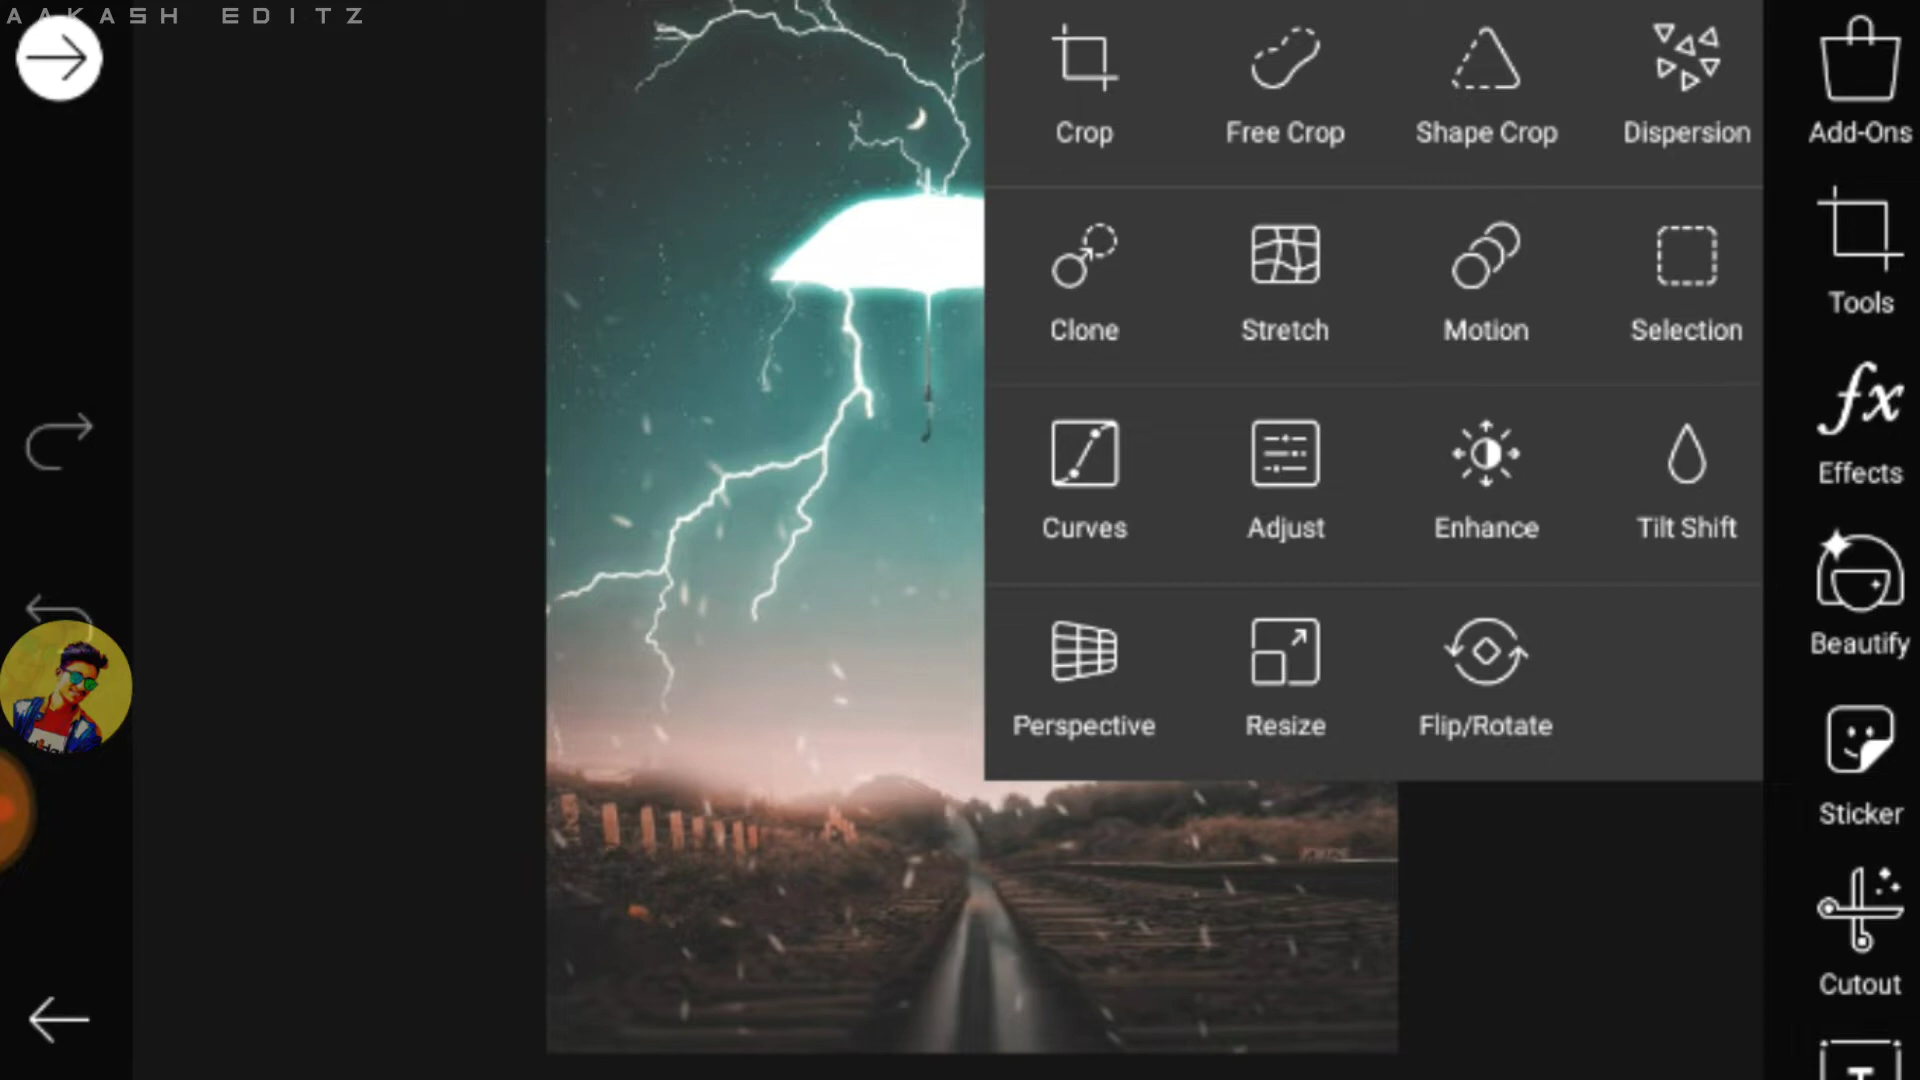 AAKASH EDITZ
Crop
Free Crop
Shape Crop
Dispersion
Clone
Stretch
Motion
Selection
Curves
Adjust
Enhance
Tilt Shift
Perspective
Resize
Flip/Rotate
Add-Ons
Tools
fx
Effects
Beautify
Sticker
Cutout